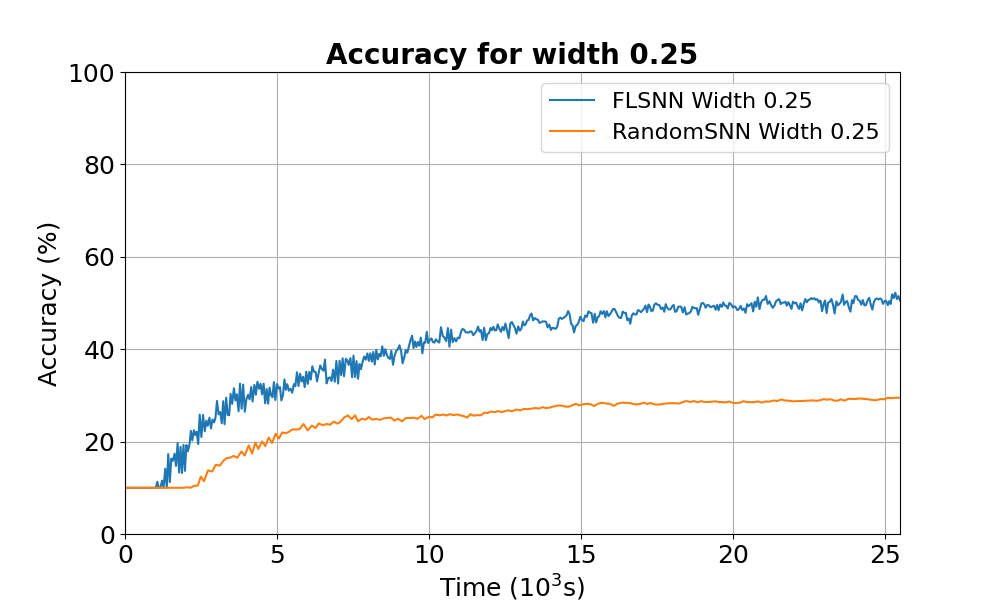 Accuracy for width 0.25
FLSNN Width 0.25
RandomSNN Width 0.25
Accuracy (%)
100
80
60
40
20
0
0 5 10 15 20 25
Time (10³s)